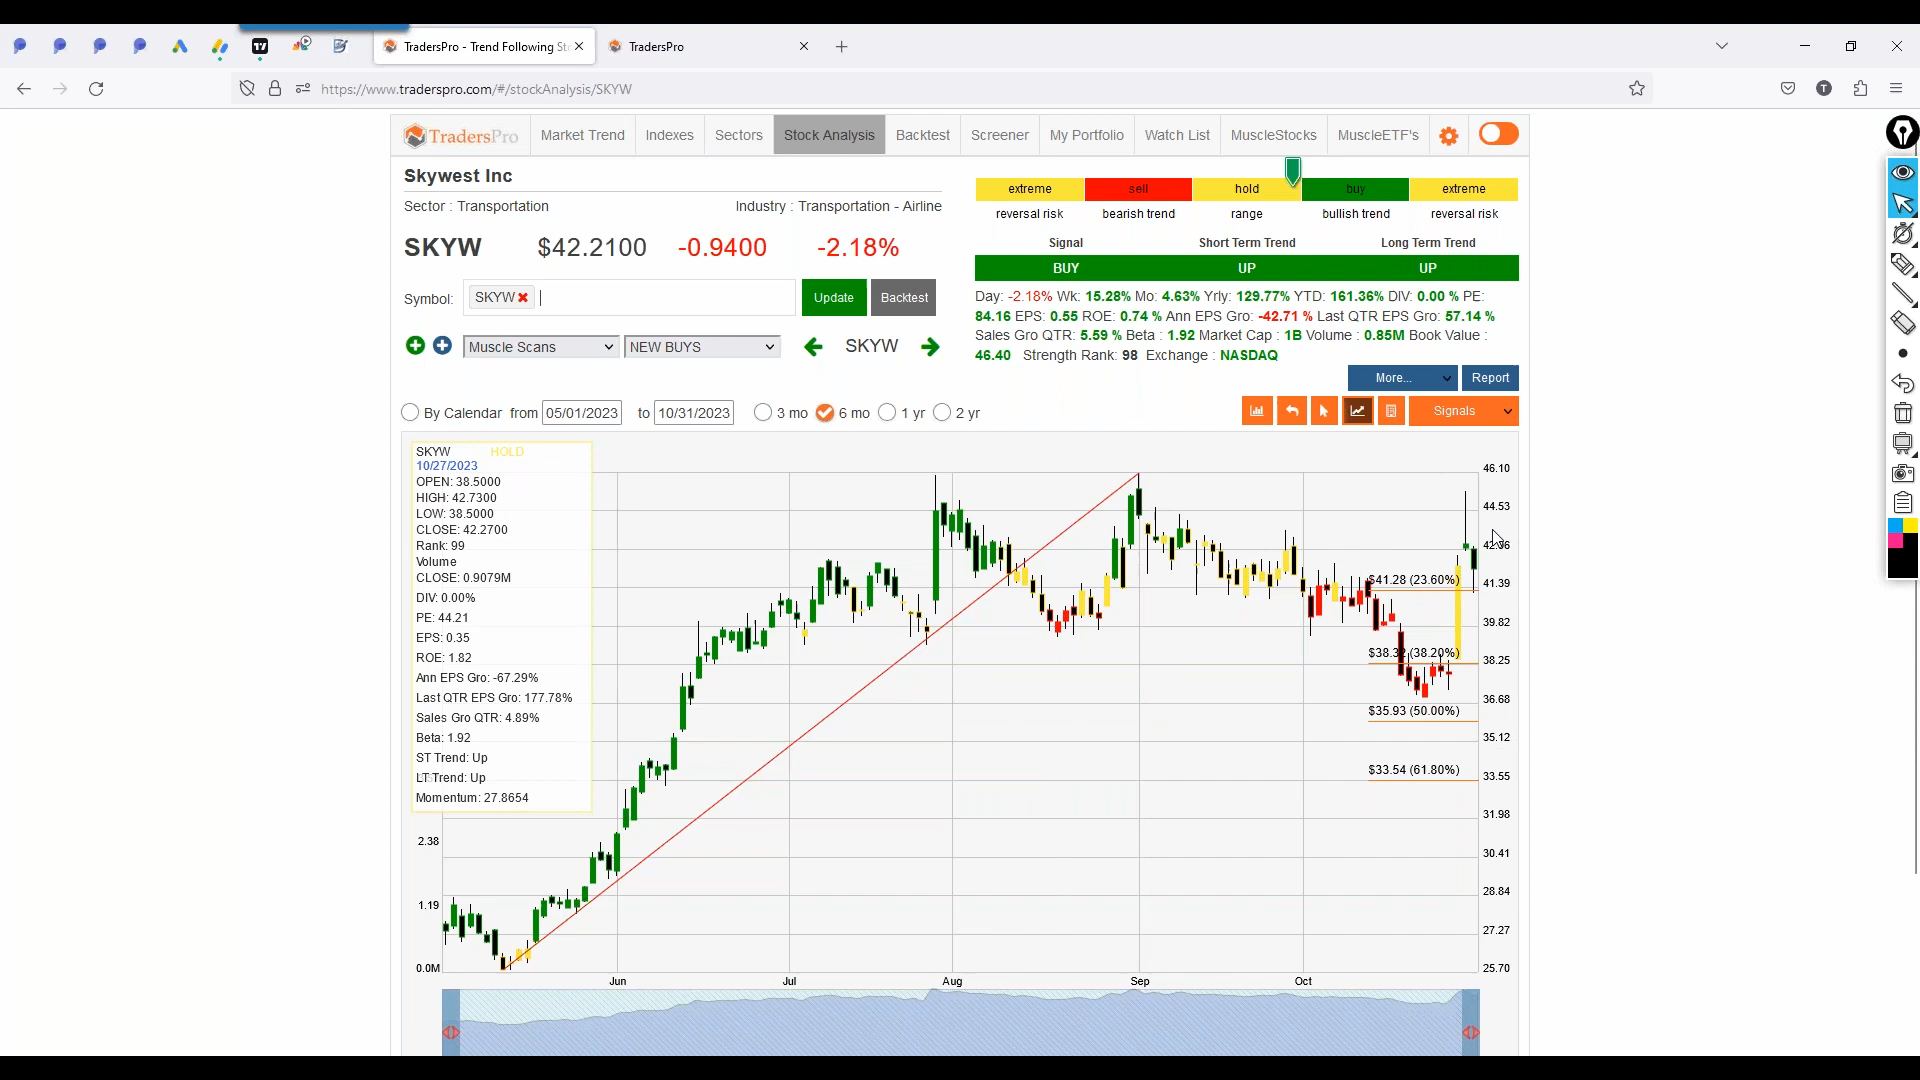 TradersPro - Trend Following Sto
TradersPro
https://www.traderspro.com/#/stockAnalysis/SKYW
T
TradersPro
Market Trend
Indexes
Sectors
Stock Analysis
Backtest
Screener
My Portfolio
Watch List
MuscleStocks
MuscleETF's
Skywest Inc
Sector : Transportation
Industry : Transportation - Airline
SKYW $42.2100 -0.9400 -2.18%
Symbol: SKYW
Update
Backtest
Muscle Scans
NEW BUYS
SKYW
extreme sell hold buy extreme
reversal risk bearish trend range bullish trend reversal risk
Signal Short Term Trend Long Term Trend
BUY UP UP
Day: -2.18% Wk: 15.28% Mo: 4.63% Yrly: 129.77% YTD: 161.36% DIV: 0.00 % PE:
84.16 EPS: 0.55 ROE: 0.74 % Ann EPS Gro: -42.71 % Last QTR EPS Gro: 57.14 %
Sales Gro QTR: 5.59 % Beta : 1.92 Market Cap : 1B Volume : 0.85M Book Value :
46.40 Strength Rank: 98 Exchange : NASDAQ
More...
Report
By Calendar from 05/01/2023 to 10/31/2023 3 mo 6 mo 1 yr 2 yr
Signals
SKYW HOLD
10/27/2023
OPEN: 38.5000
HIGH: 42.7300
LOW: 38.5000
CLOSE: 42.2700
Rank: 99
Volume
CLOSE: 0.9079M
DIV: 0.00%
PE: 44.21
EPS: 0.35
ROE: 1.82
Ann EPS Gro: -67.29%
Last QTR EPS Gro: 177.78%
Sales Gro QTR: 4.89%
Beta: 1.92
ST Trend: Up
LT Trend: Up
Momentum: 27.8654
2.38
1.19
0.0M
$41.28 (23.60%)
$38.32 (38.20%)
$35.93 (50.00%)
$33.54 (61.80%)
46.10
44.53
42.96
41.39
39.82
38.25
36.68
35.12
33.55
31.98
30.41
28.84
27.27
25.70
Jun Jul Aug Sep Oct